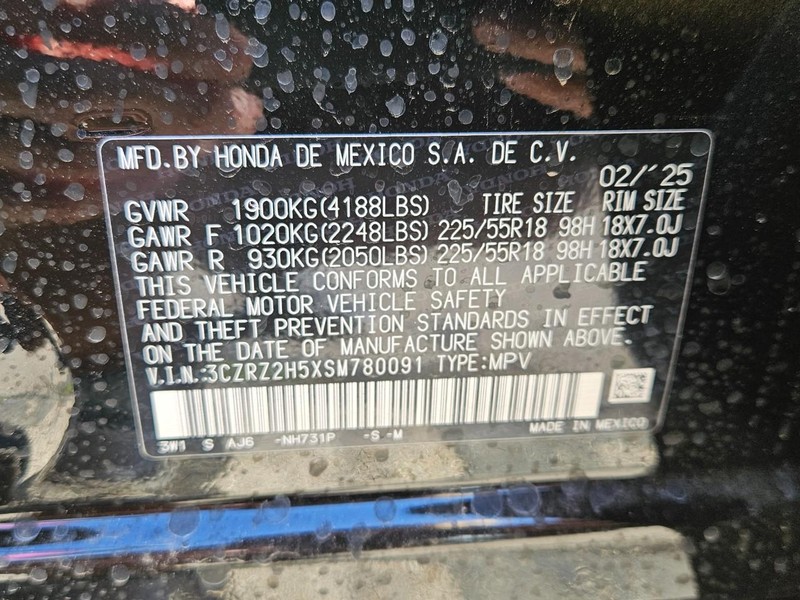 MFD.BY HONDA DE MEXICO S.A. DE C.V.
02/'25
GVWR 1900KG(4188LBS) TIRE SIZE RIM SIZE
GAWR F 1020KG(2248LBS) 225/55R18 98H 18X7.0J
GAWR R 930KG(2050LBS) 225/55R18 98H 18X7.0J
THIS VEHICLE CONFORMS TO ALL APPLICABLE
FEDERAL MOTOR VEHICLE SAFETY
AND THEFT PREVENTION STANDARDS IN EFFECT
ON THE DATE OF MANUFACTURE SHOWN ABOVE.
V.I.N.:3CZRZ2H5XSM780091 TYPE:MPV
MADE IN MEXICO
3W1 S AJ6 -NH731P -S -M